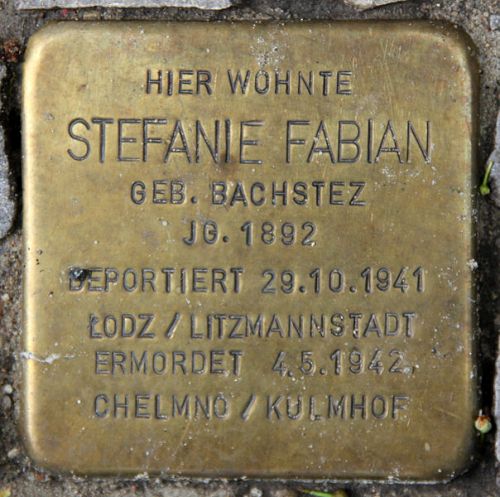 HIER WOHNTE
STEFANIE FABIAN
GEB. BACHSTEZ
JG. 1892
DEPORTIERT 29.10.1941
ŁODZ / LITZMANNSTADT
ERMORDET 4.5.1942
CHELMNO / KULMHOF